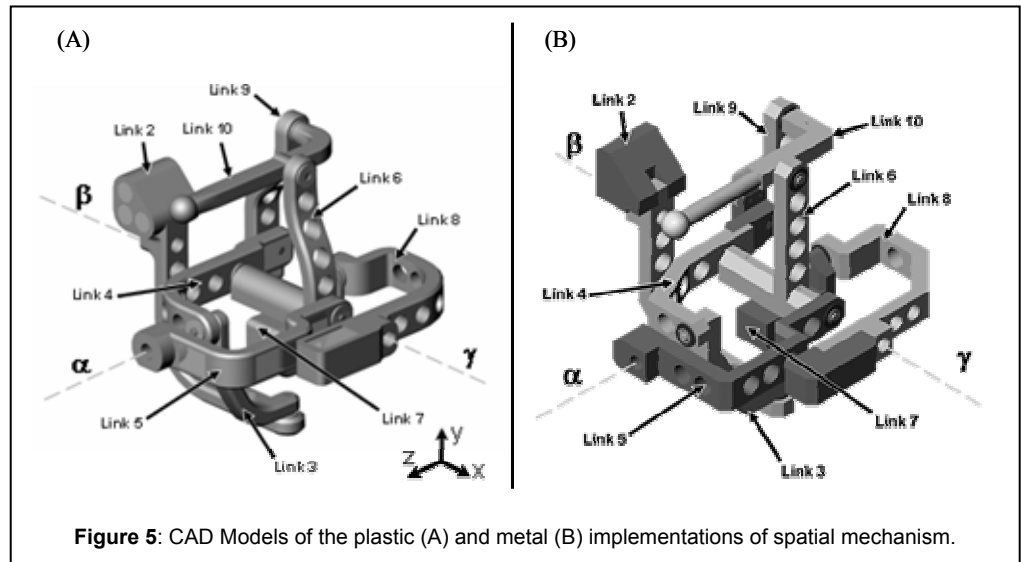 (A)
Link 9
Link 2
Link 10
β
Link 6
Link 8
Link 4
α
γ
Link 5
Link 7
Link 3
y
z
x
(B)
Link 2
Link 9
Link 10
β
Link 6
Link 8
Link 4
α
γ
Link 5
Link 7
Link 3
Figure 5: CAD Models of the plastic (A) and metal (B) implementations of spatial mechanism.